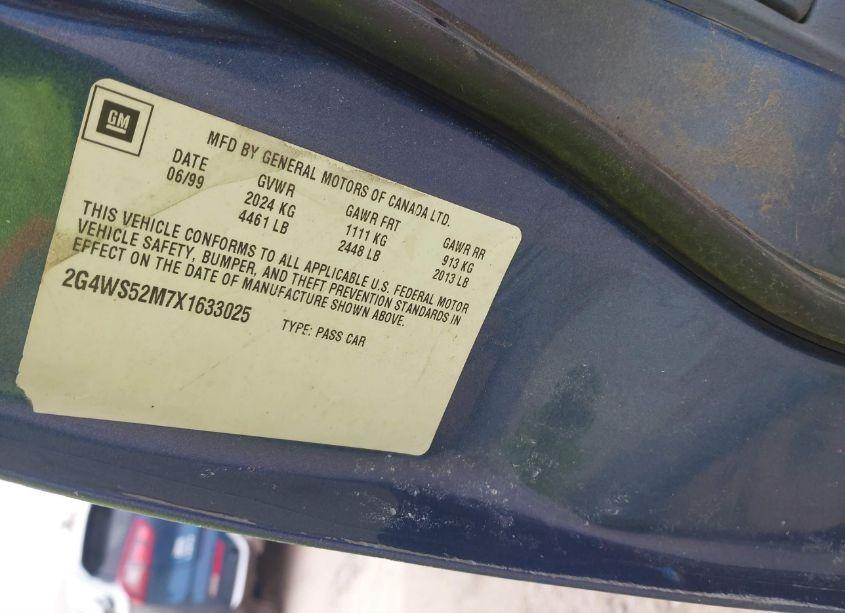 GM
MFD BY GENERAL MOTORS OF CANADA LTD.
DATE
06/99
GVWR
2024 KG
4461 LB
GAWR FRT
1111 KG
2448 LB
GAWR RR
913 KG
2013 LB
THIS VEHICLE CONFORMS TO ALL APPLICABLE U.S. FEDERAL MOTOR
VEHICLE SAFETY, BUMPER, AND THEFT PREVENTION STANDARDS IN
EFFECT ON THE DATE OF MANUFACTURE SHOWN ABOVE.
2G4WS52M7X1633025
TYPE: PASS CAR